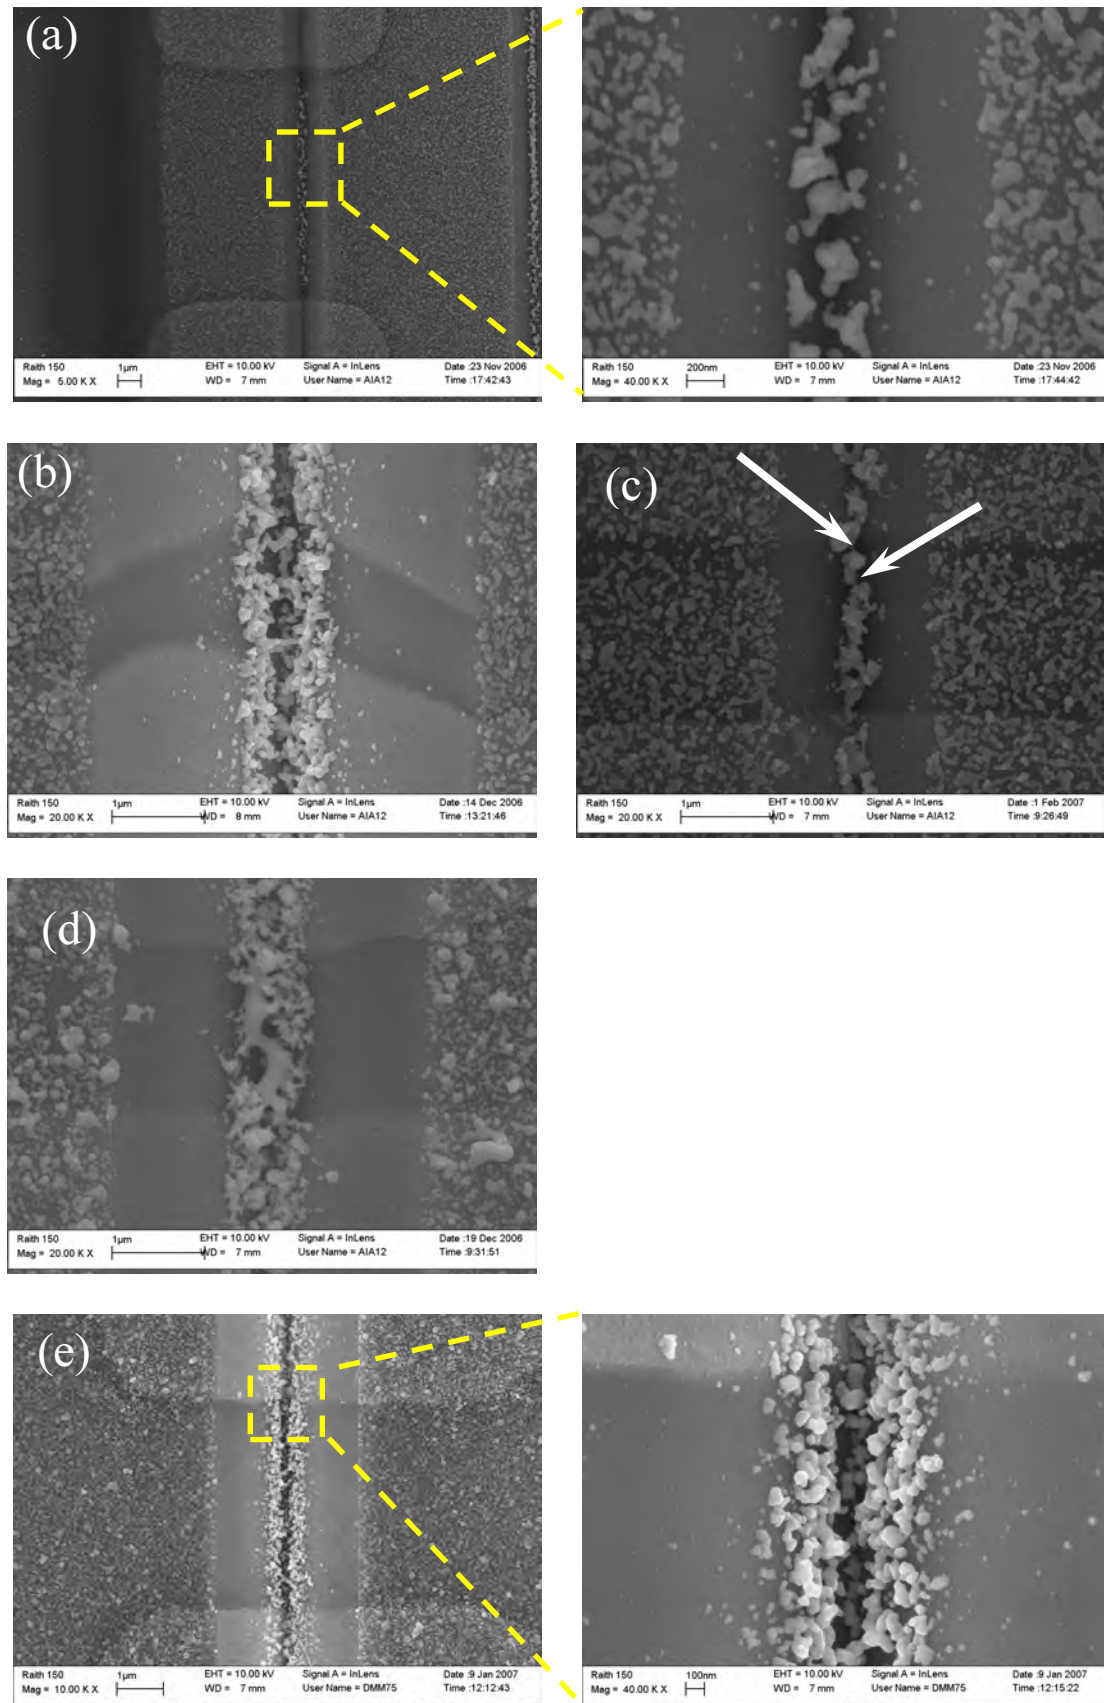 (a)
Raith 150 1µm EHT = 10.00 kV Signal A = InLens Date :23 Nov 2006
Mag = 5.00 K X WD = 7 mm User Name = AIA12 Time :17:42:43
Raith 150 200nm EHT = 10.00 kV Signal A = InLens Date :23 Nov 2006
Mag = 40.00 K X WD = 7 mm User Name = AIA12 Time :17:44:42
(b)
Raith 150 1µm EHT = 10.00 kV Signal A = InLens Date :14 Dec 2006
Mag = 20.00 K X WD = 8 mm User Name = AIA12 Time :13:21:46
(c)
Raith 150 1µm EHT = 10.00 kV Signal A = InLens Date :1 Feb 2007
Mag = 20.00 K X WD = 7 mm User Name = AIA12 Time :9:26:49
(d)
Raith 150 1µm EHT = 10.00 kV Signal A = InLens Date :19 Dec 2006
Mag = 20.00 K X WD = 7 mm User Name = AIA12 Time :9:31:51
(e)
Raith 150 1µm EHT = 10.00 kV Signal A = InLens Date :9 Jan 2007
Mag = 10.00 K X WD = 7 mm User Name = DMM75 Time :12:12:43
Raith 150 100nm EHT = 10.00 kV Signal A = InLens Date :9 Jan 2007
Mag = 40.00 K X WD = 7 mm User Name = DMM75 Time :12:15:22